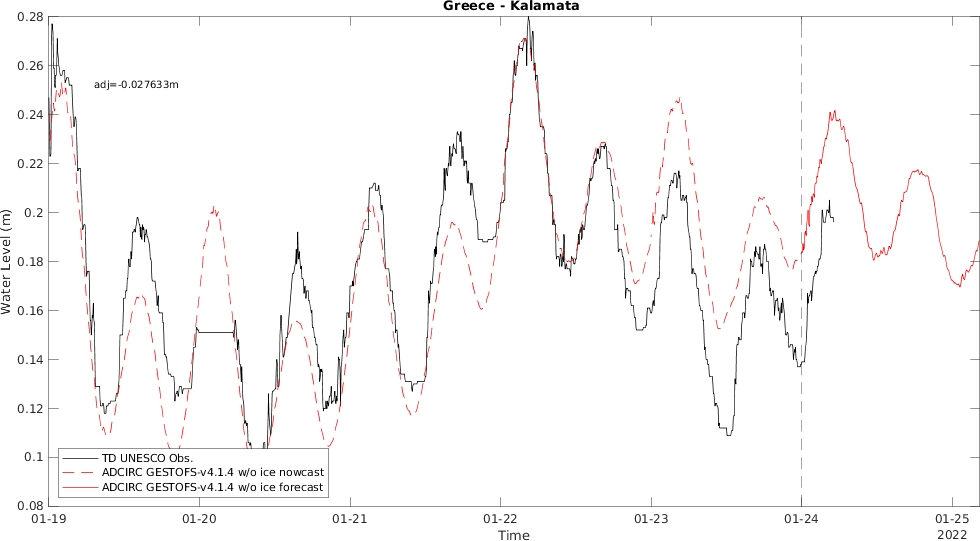 Greece - Kalamata
0.28
0.26
0.24
0.22
0.2
0.18
0.16
0.14
0.12
0.1
0.08
Water Level (m)
adj=-0.027633m
TD UNESCO Obs.
ADCIRC GESTOFS-v4.1.4 w/o ice nowcast
ADCIRC GESTOFS-v4.1.4 w/o ice forecast
01-19 01-20 01-21 01-22 01-23 01-24 01-25
Time
2022